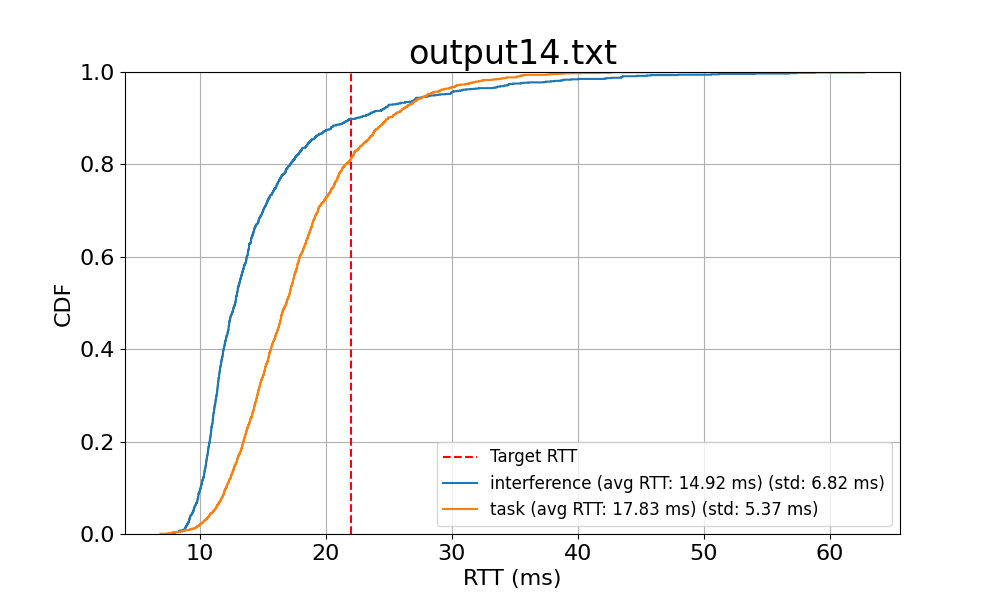 output14.txt
1.0
0.8
0.6
0.4
0.2
0.0
CDF
10 20 30 40 50 60
RTT (ms)
Target RTT
interference (avg RTT: 14.92 ms) (std: 6.82 ms)
task (avg RTT: 17.83 ms) (std: 5.37 ms)